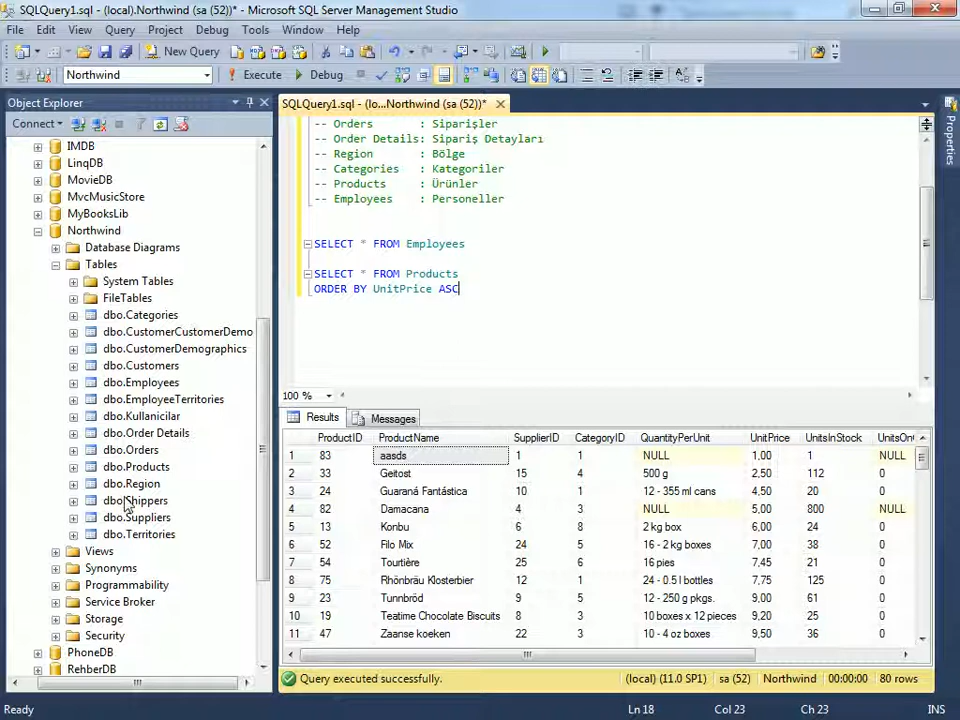 SQLQuery1.sql - (local).Northwind (sa (52))* - Microsoft SQL Server Management Studio
File Edit View Query Project Debug Tools Window Help
New Query
Northwind Execute Debug
Object Explorer
Connect
IMDB
LinqDB
MovieDB
MvcMusicStore
MyBooksLib
Northwind
Database Diagrams
Tables
System Tables
FileTables
dbo.Categories
dbo.CustomerCustomerDemo
dbo.CustomerDemographics
dbo.Customers
dbo.Employees
dbo.EmployeeTerritories
dbo.Kullanicilar
dbo.Order Details
dbo.Orders
dbo.Products
dbo.Region
dbo.Shippers
dbo.Suppliers
dbo.Territories
Views
Synonyms
Programmability
Service Broker
Storage
Security
PhoneDB
RehberDB
SQLQuery1.sql - (lo...Northwind (sa (52))*
-- Orders : Siparişler
-- Order Details: Sipariş Detayları
-- Region : Bölge
-- Categories : Kategoriler
-- Products : Ürünler
-- Employees : Personeller
SELECT * FROM Employees
SELECT * FROM Products
ORDER BY UnitPrice ASC
100 %
Results Messages
ProductID ProductName SupplierID CategoryID QuantityPerUnit UnitPrice UnitsInStock UnitsOn
1 83 aasds 1 1 NULL 1,00 1 NULL
2 33 Geitost 15 4 500 g 2,50 112 0
3 24 Guaraná Fantástica 10 1 12 - 355 ml cans 4,50 20 0
4 82 Damacana 4 3 NULL 5,00 800 NULL
5 13 Konbu 6 8 2 kg box 6,00 24 0
6 52 Filo Mix 24 5 16 - 2 kg boxes 7,00 38 0
7 54 Tourtière 25 6 16 pies 7,45 21 0
8 75 Rhönbräu Klosterbier 12 1 24 - 0.5 l bottles 7,75 125 0
9 23 Tunnbröd 9 5 12 - 250 g pkgs. 9,00 61 0
10 19 Teatime Chocolate Biscuits 8 3 10 boxes x 12 pieces 9,20 25 0
11 47 Zaanse koeken 22 3 10 - 4 oz boxes 9,50 36 0
Query executed successfully. (local) (11.0 SP1) sa (52) Northwind 00:00:00 80 rows
Properties
Ready Ln 18 Col 23 Ch 23 INS